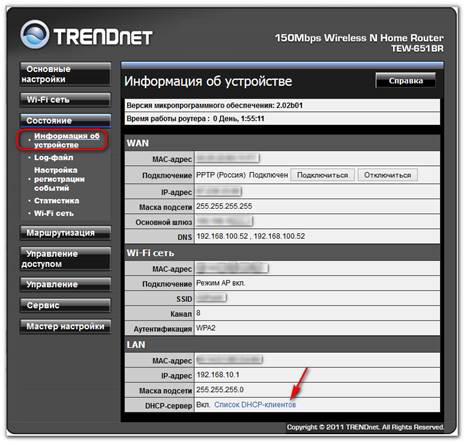 TRENDNET
150Mbps Wireless N Home Router
TEW-651BR
Основные настройки
Wi-Fi сеть
Состояние
Информация об устройстве
Log-файл
Настройка регистрации событий
Статистика
Wi-Fi сеть
Маршрутизация
Управление доступом
Управление
Сервис
Мастер настройки
Информация об устройстве
Справка
Версия микропрограммного обеспечения: 2.02b01
Время работы роутера : 0 День, 1:55:11
WAN
MAC-адрес
Подключение PPTP (Россия) Подключен Подключиться Отключиться
IP-адрес
Маска подсети 255.255.255.255
Основной шлюз
DNS 192.168.100.52 , 192.168.100.52
Wi-Fi сеть
MAC-адрес
Подключение Режим AP вкл.
SSID
Канал 8
Аутентификация WPA2
LAN
MAC-адрес
IP-адрес 192.168.10.1
Маска подсети 255.255.255.0
DHCP-сервер Вкл. Список DHCP-клиентов
Copyright © 2011 TRENDnet. All Rights Reserved.